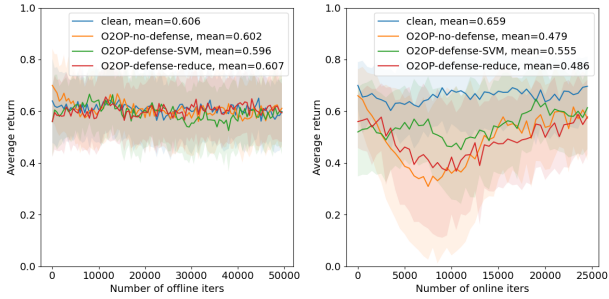 1.0
0.8
0.6
0.4
0.2
0.0
Average return
clean, mean=0.606
O2OP-no-defense, mean=0.602
O2OP-defense-SVM, mean=0.596
O2OP-defense-reduce, mean=0.607
0 10000 20000 30000 40000 50000
Number of offline iters
1.0
0.8
0.6
0.4
0.2
0.0
Average return
clean, mean=0.659
O2OP-no-defense, mean=0.479
O2OP-defense-SVM, mean=0.555
O2OP-defense-reduce, mean=0.486
0 5000 10000 15000 20000 25000
Number of online iters